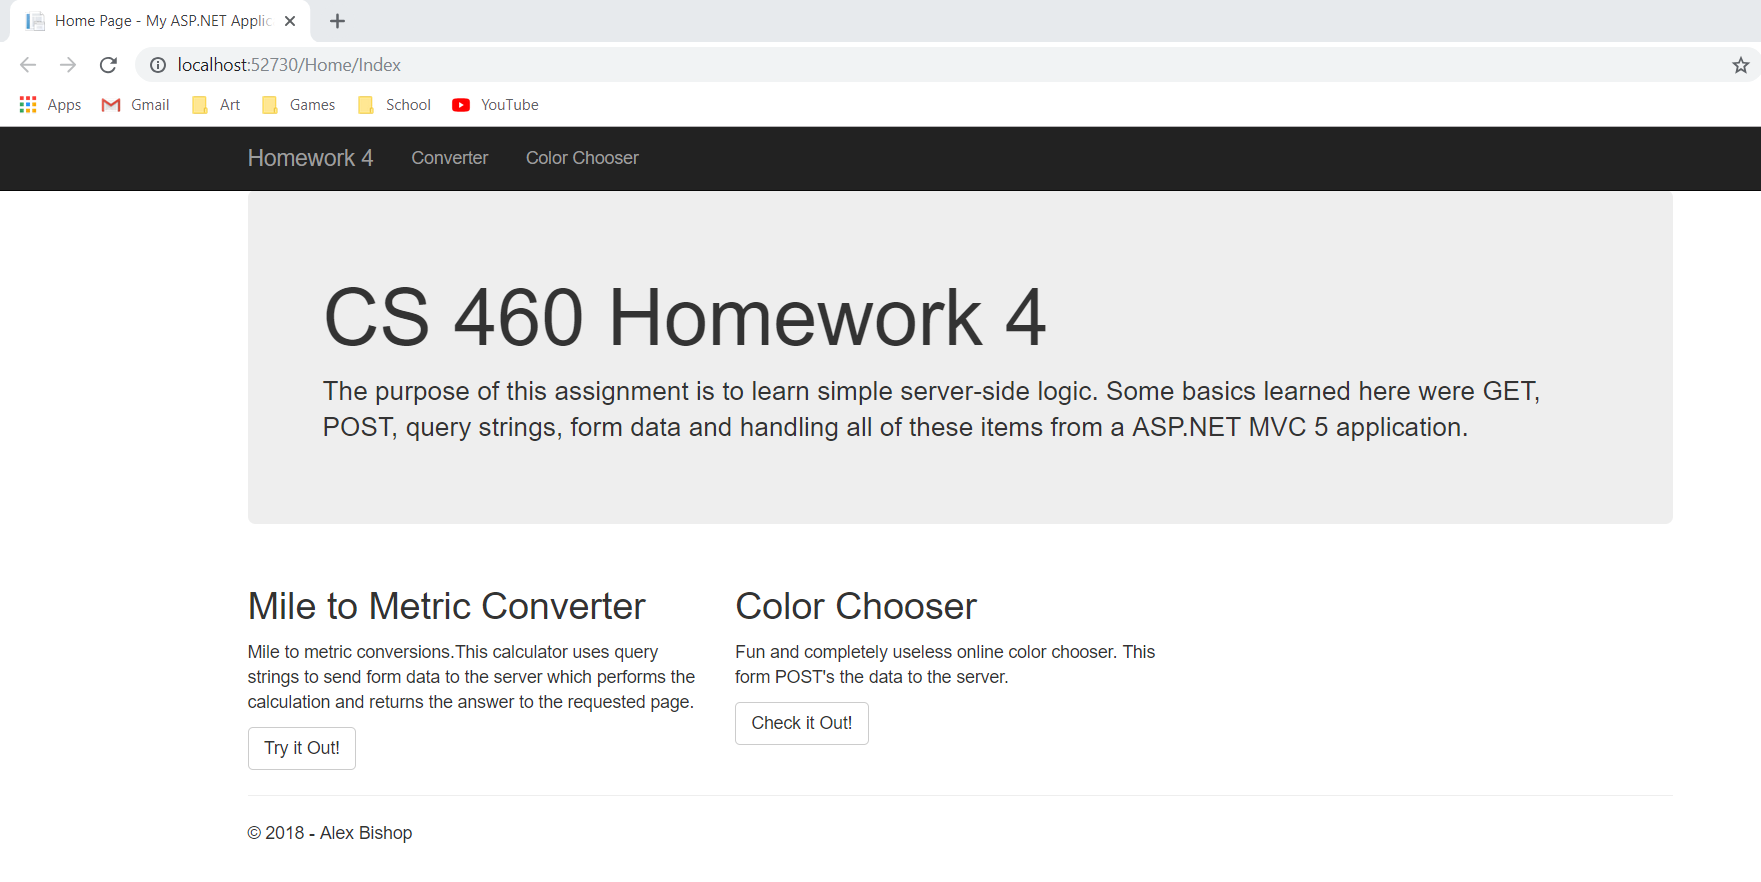 Home Page - My ASP.NET Applic
localhost:52730/Home/Index
Apps Gmail Art Games School YouTube
Homework 4 Converter Color Chooser
CS 460 Homework 4
The purpose of this assignment is to learn simple server-side logic. Some basics learned here were GET,
POST, query strings, form data and handling all of these items from a ASP.NET MVC 5 application.
Mile to Metric Converter
Mile to metric conversions.This calculator uses query
strings to send form data to the server which performs the
calculation and returns the answer to the requested page.
Try it Out!
Color Chooser
Fun and completely useless online color chooser. This
form POST's the data to the server.
Check it Out!
© 2018 - Alex Bishop